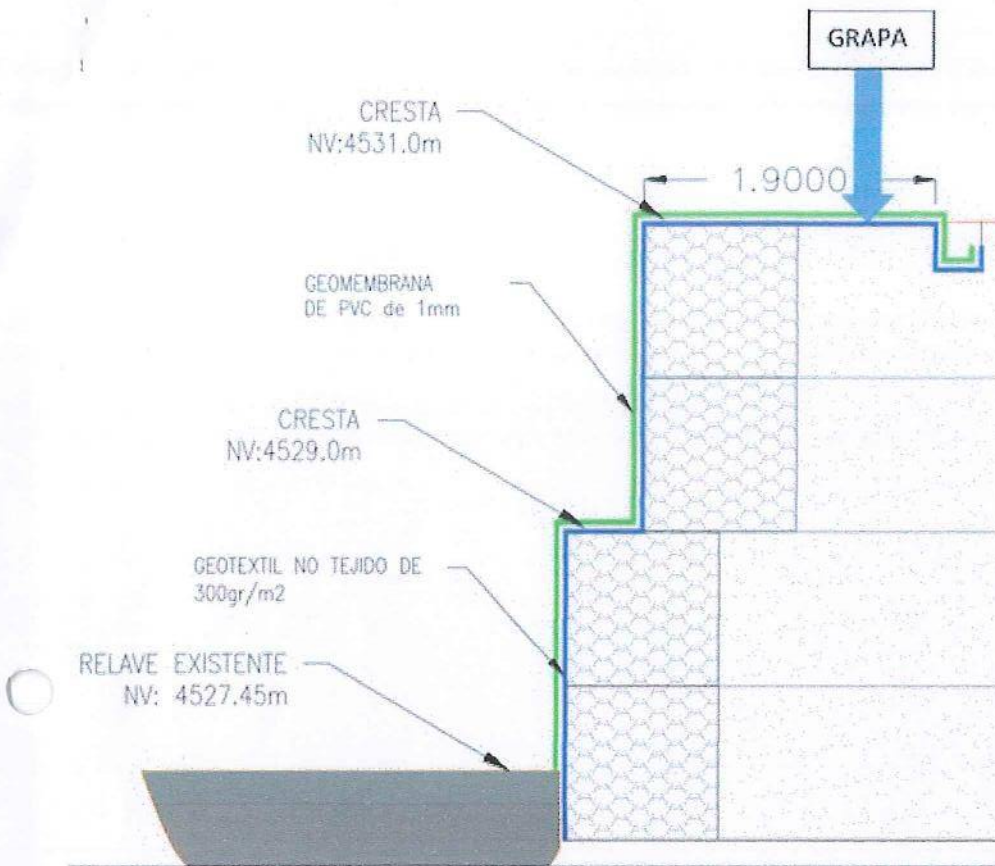 GRAPA
CRESTA
NV:4531.0m
1.9000
GEOMEMBRANA
DE PVC de 1mm
CRESTA
NV:4529.0m
GEOTEXTIL NO TEJIDO DE
300gr/m2
RELAVE EXISTENTE
NV: 4527.45m